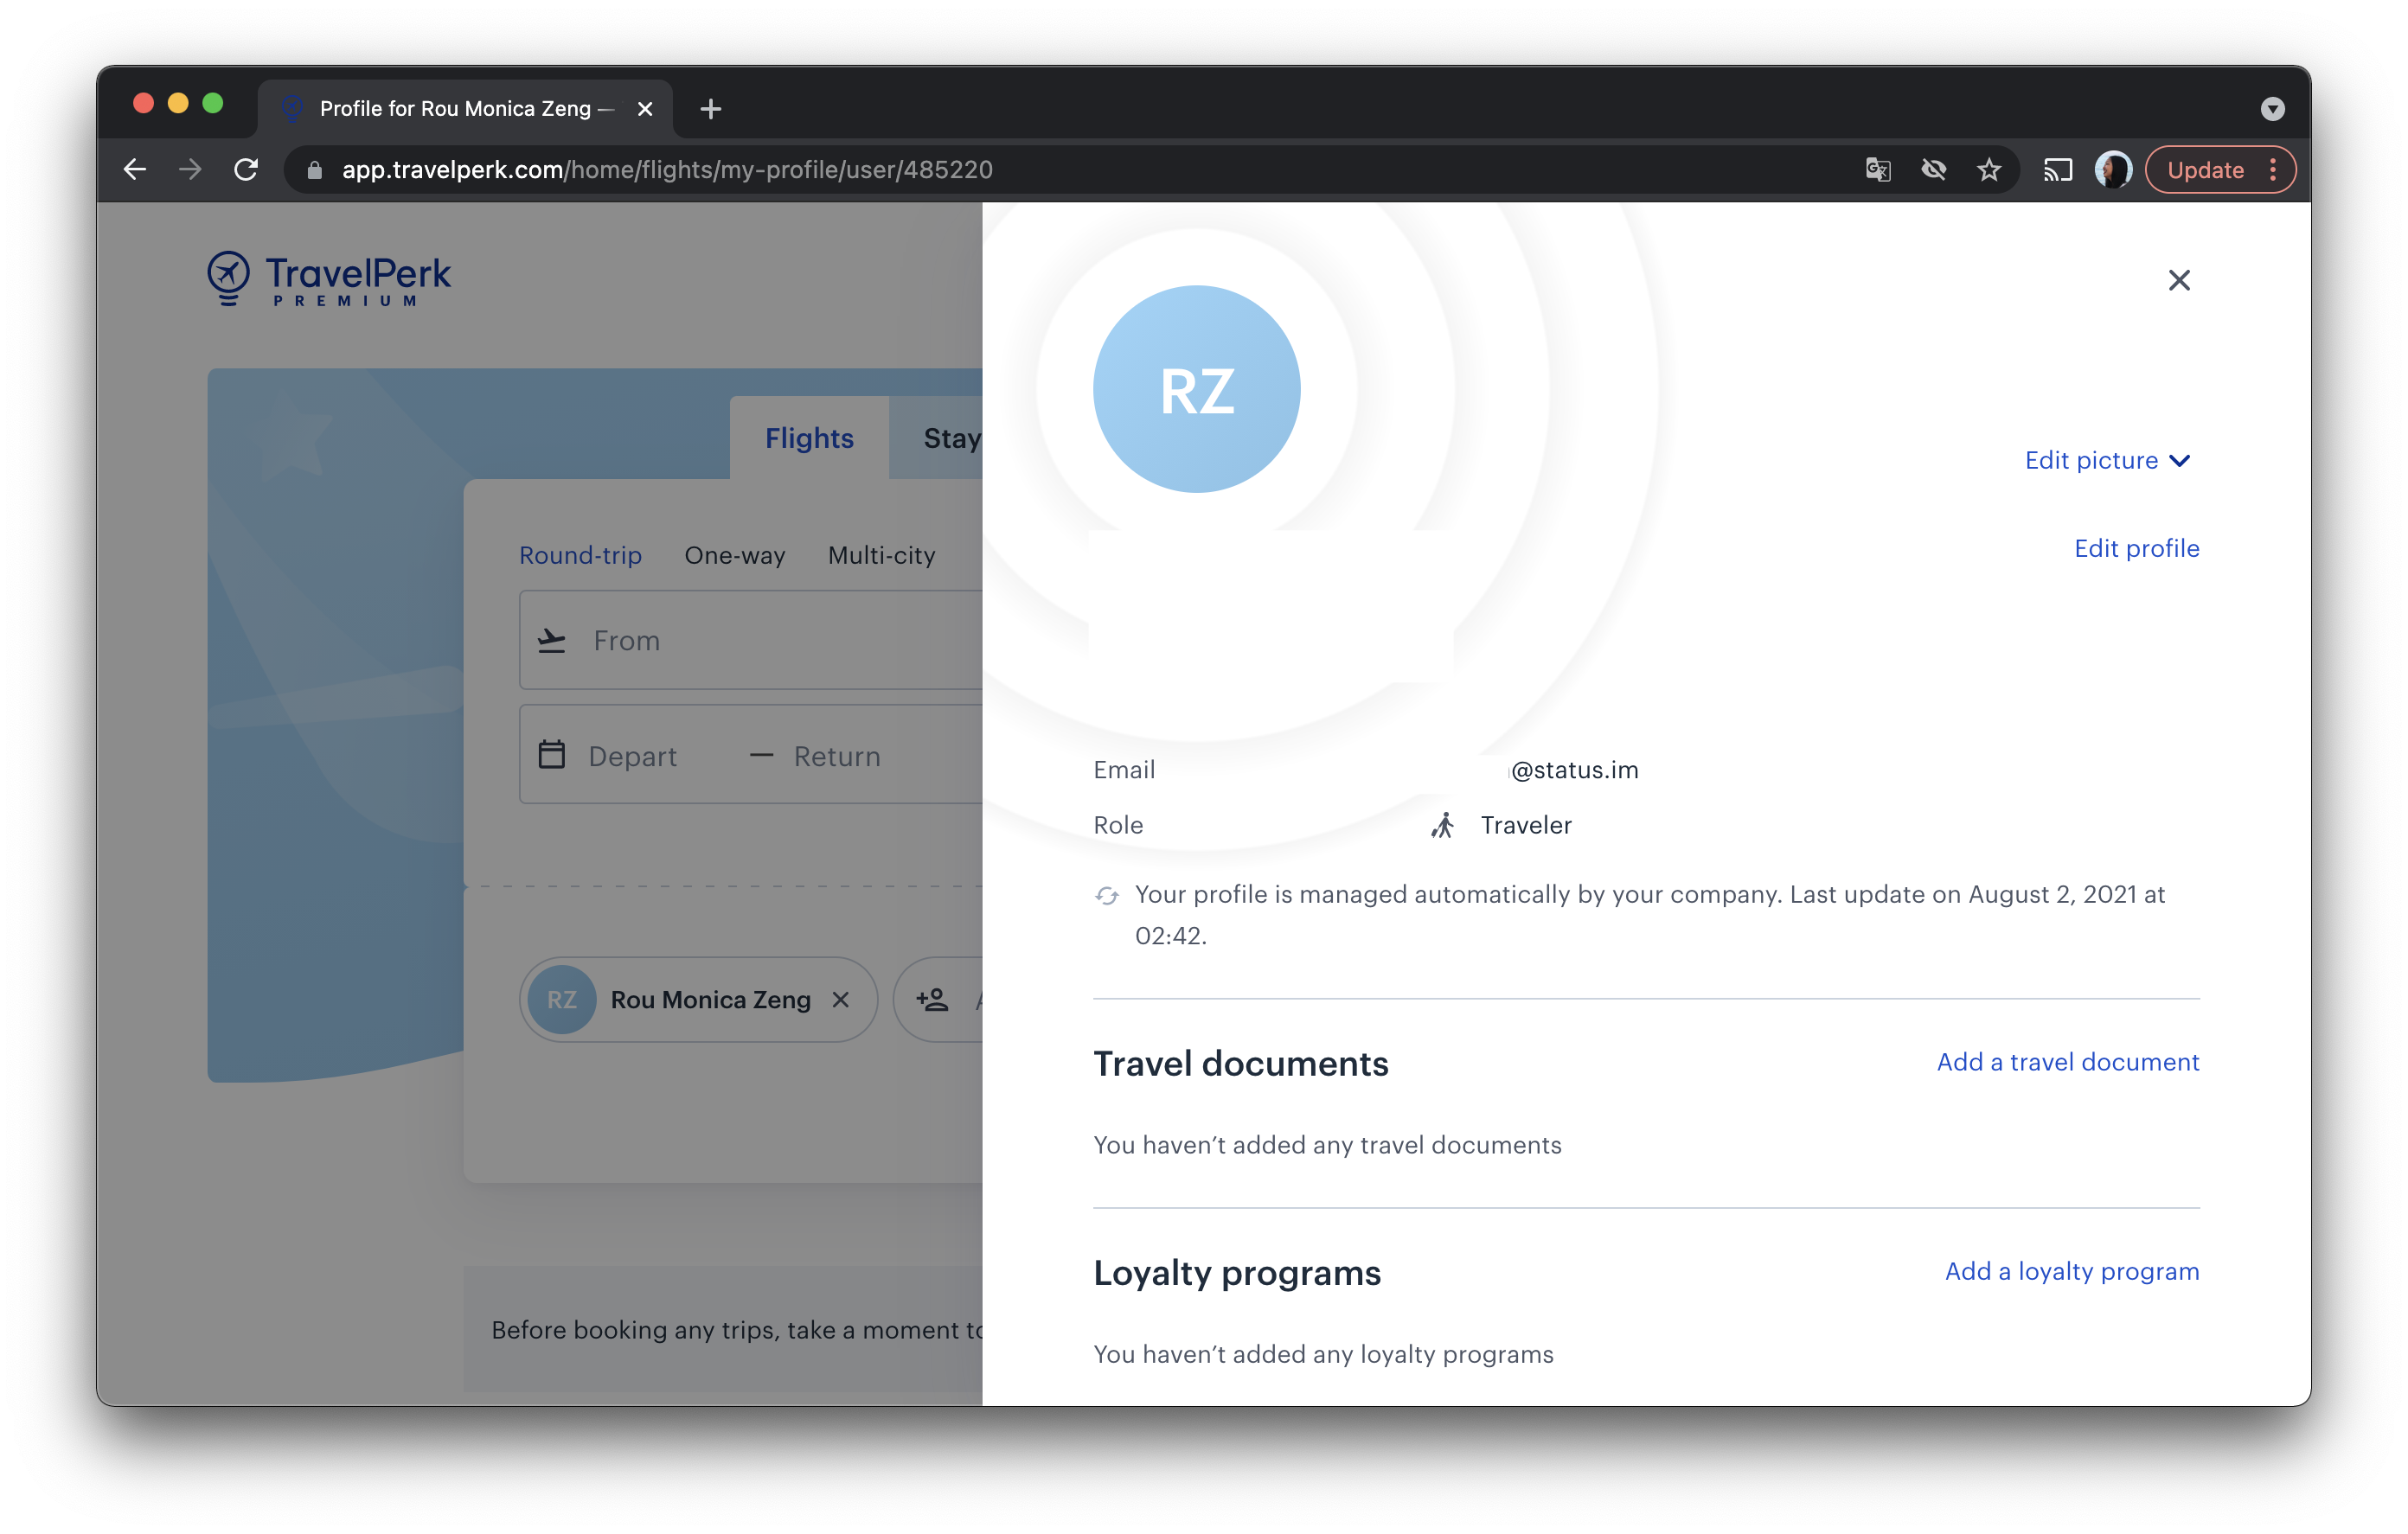 Profile for Rou Monica Zeng —
app.travelperk.com/home/flights/my-profile/user/485220
Update
TravelPerk
PREMIUM
Flights
Stay
Round-trip One-way Multi-city
From
Depart — Return
RZ Rou Monica Zeng
Before booking any trips, take a moment to
RZ
Edit picture
Edit profile
Email @status.im
Role Traveler
Your profile is managed automatically by your company. Last update on August 2, 2021 at
02:42.
Travel documents Add a travel document
You haven’t added any travel documents
Loyalty programs Add a loyalty program
You haven’t added any loyalty programs